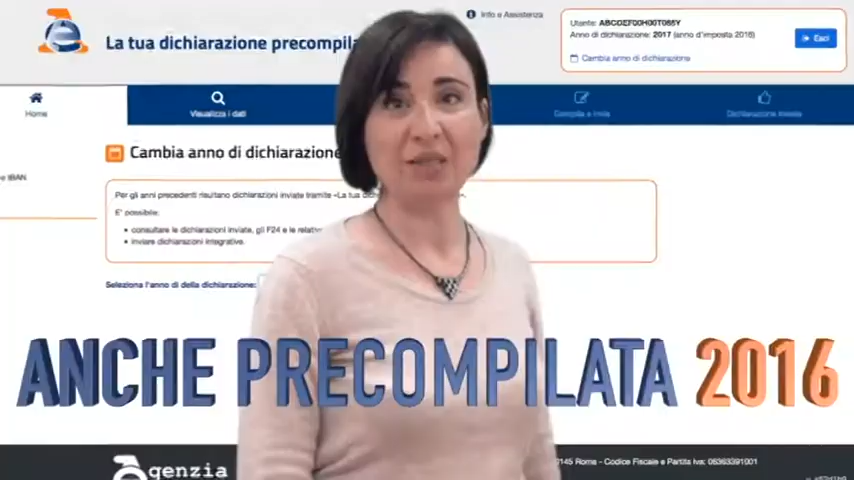 La tua dichiarazione precompila
Info e Assistenza
Utente: ABCDEF00H00T065Y
Anno di dichiarazione: 2017 (anno d'imposta 2016)
Cambia anno di dichiarazione
Esci
Home
Visualizza i dati
Compila e invia
Dichiarazione inviata
Cambia anno di dichiarazione
e IBAN
Per gli anni precedenti risultano dichiarazioni inviate tramite «La tua
E' possibile:
consultare le dichiarazioni inviate, gli F24 e le
inviare dichiarazioni integrative.
Seleziona l'anno di della dichiarazione:
ANCHE PRECOMPILATA 2016
genzia
Roma - Codice Fiscale e Partita Iva: 06363391001